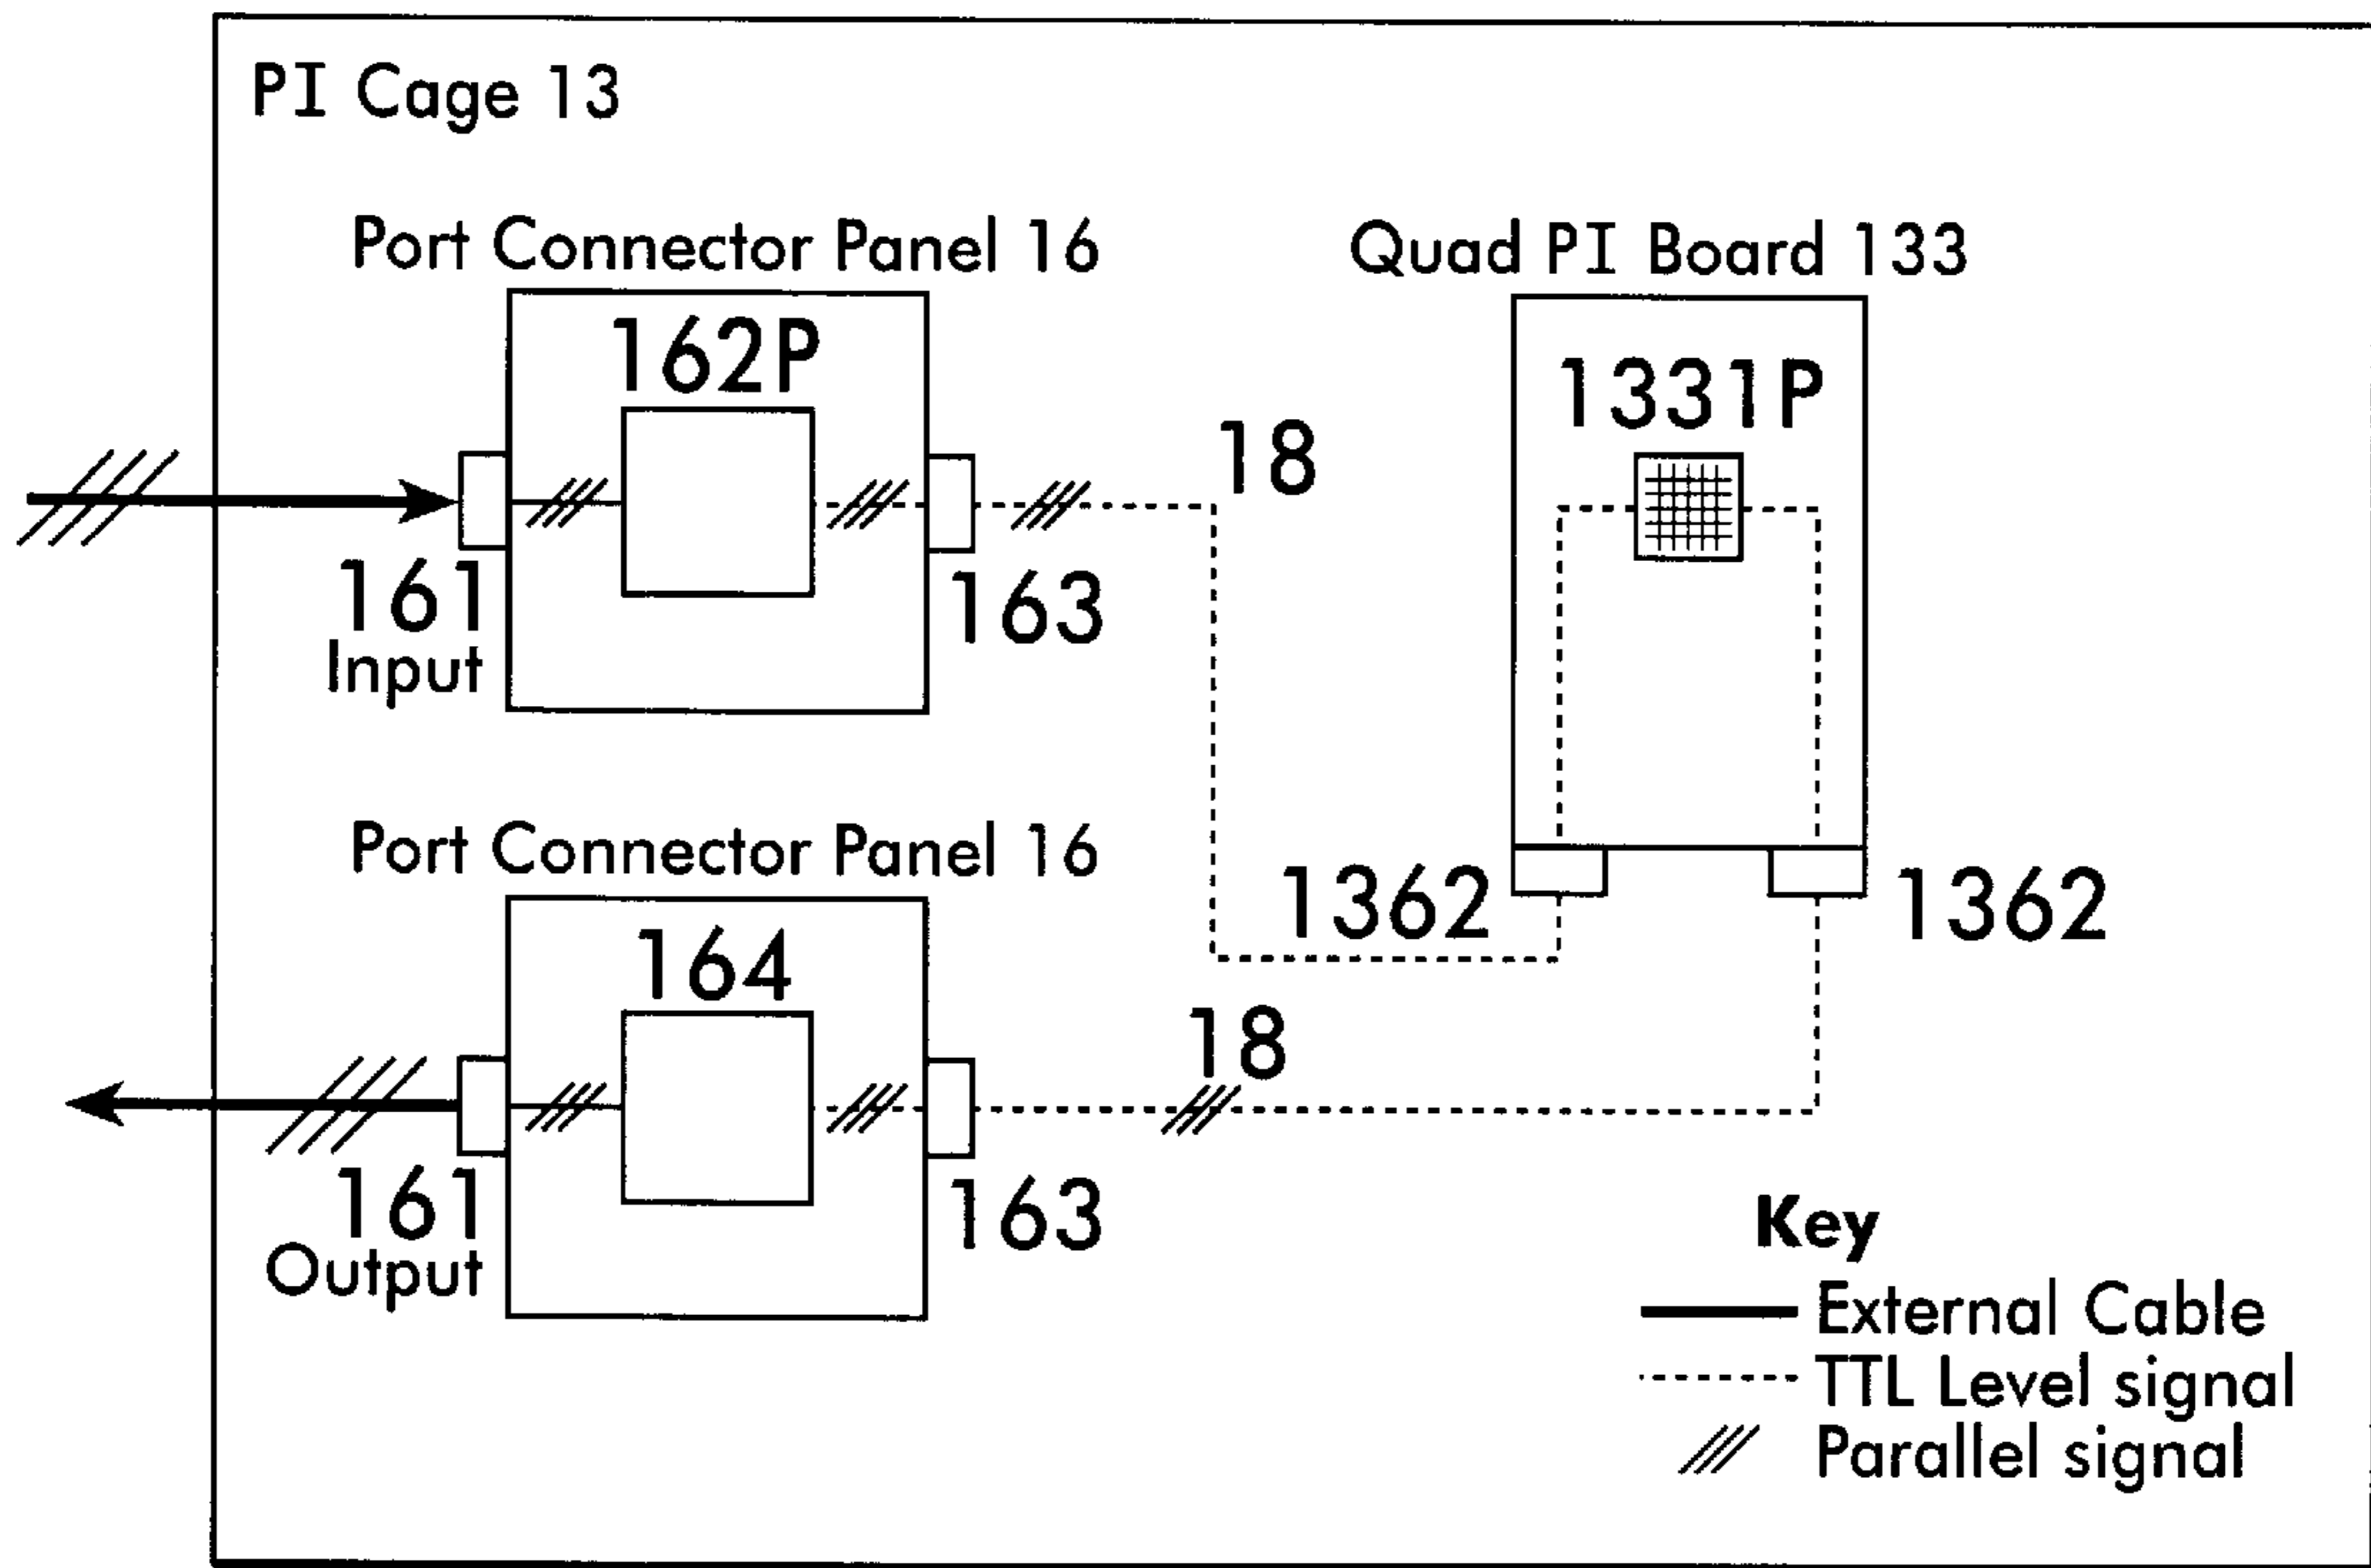 PI Cage 13
Port Connector Panel 16
Quad PI Board 133
162P
1331P
18
161
Input
163
Port Connector Panel 16
1362
1362
164
18
161
Output
163
Key
External Cable
TTL Level signal
Parallel signal